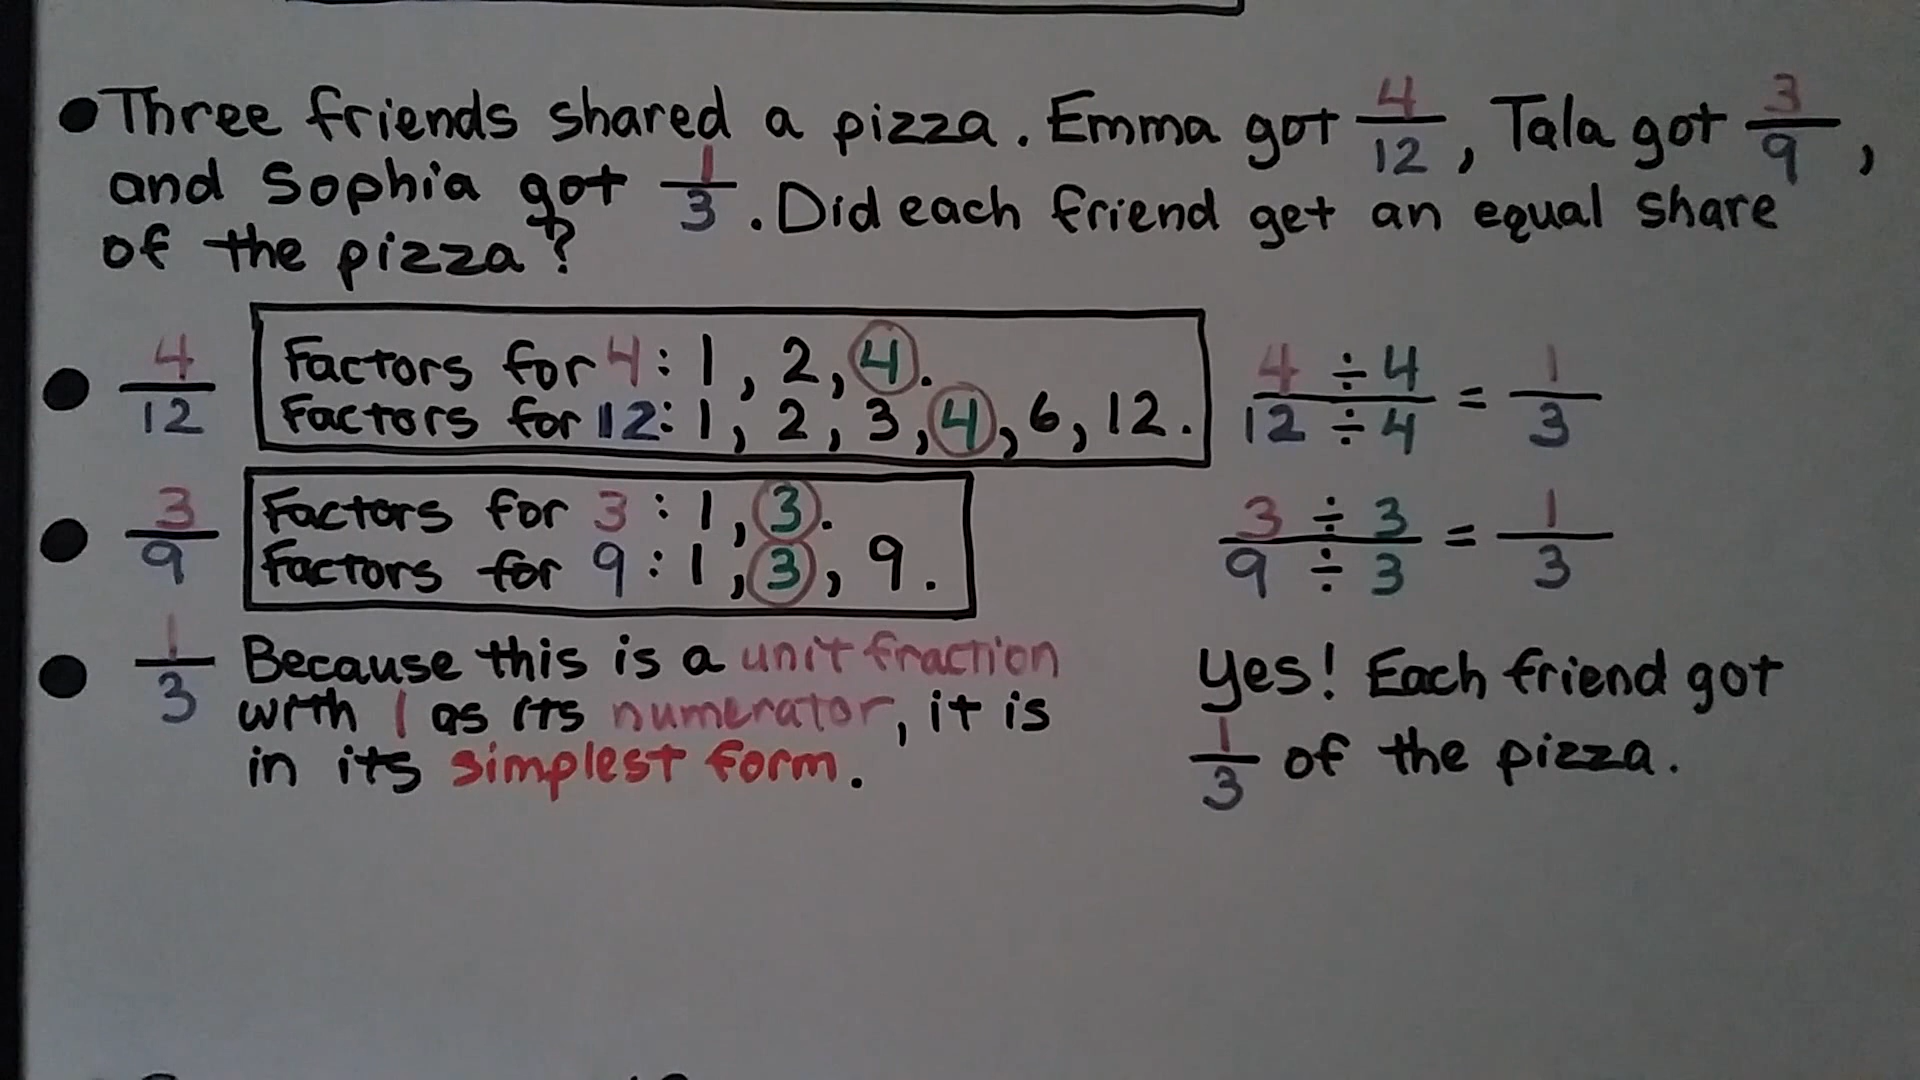 ● Three friends shared a pizza. Emma got 4/12, Tala got 3/9,
and Sophia got 1/3. Did each friend get an equal share
of the pizza?
● 4/12 Factors for 4: 1, 2, 4.
Factors for 12: 1, 2, 3, 4, 6, 12.
4 ÷ 4 / 12 ÷ 4 = 1/3
● 3/9 Factors for 3: 1, 3.
Factors for 9: 1, 3, 9.
3 ÷ 3 / 9 ÷ 3 = 1/3
● 1/3 Because this is a unit fraction
with 1 as its numerator, it is
in its simplest form.
Yes! Each friend got
1/3 of the pizza.